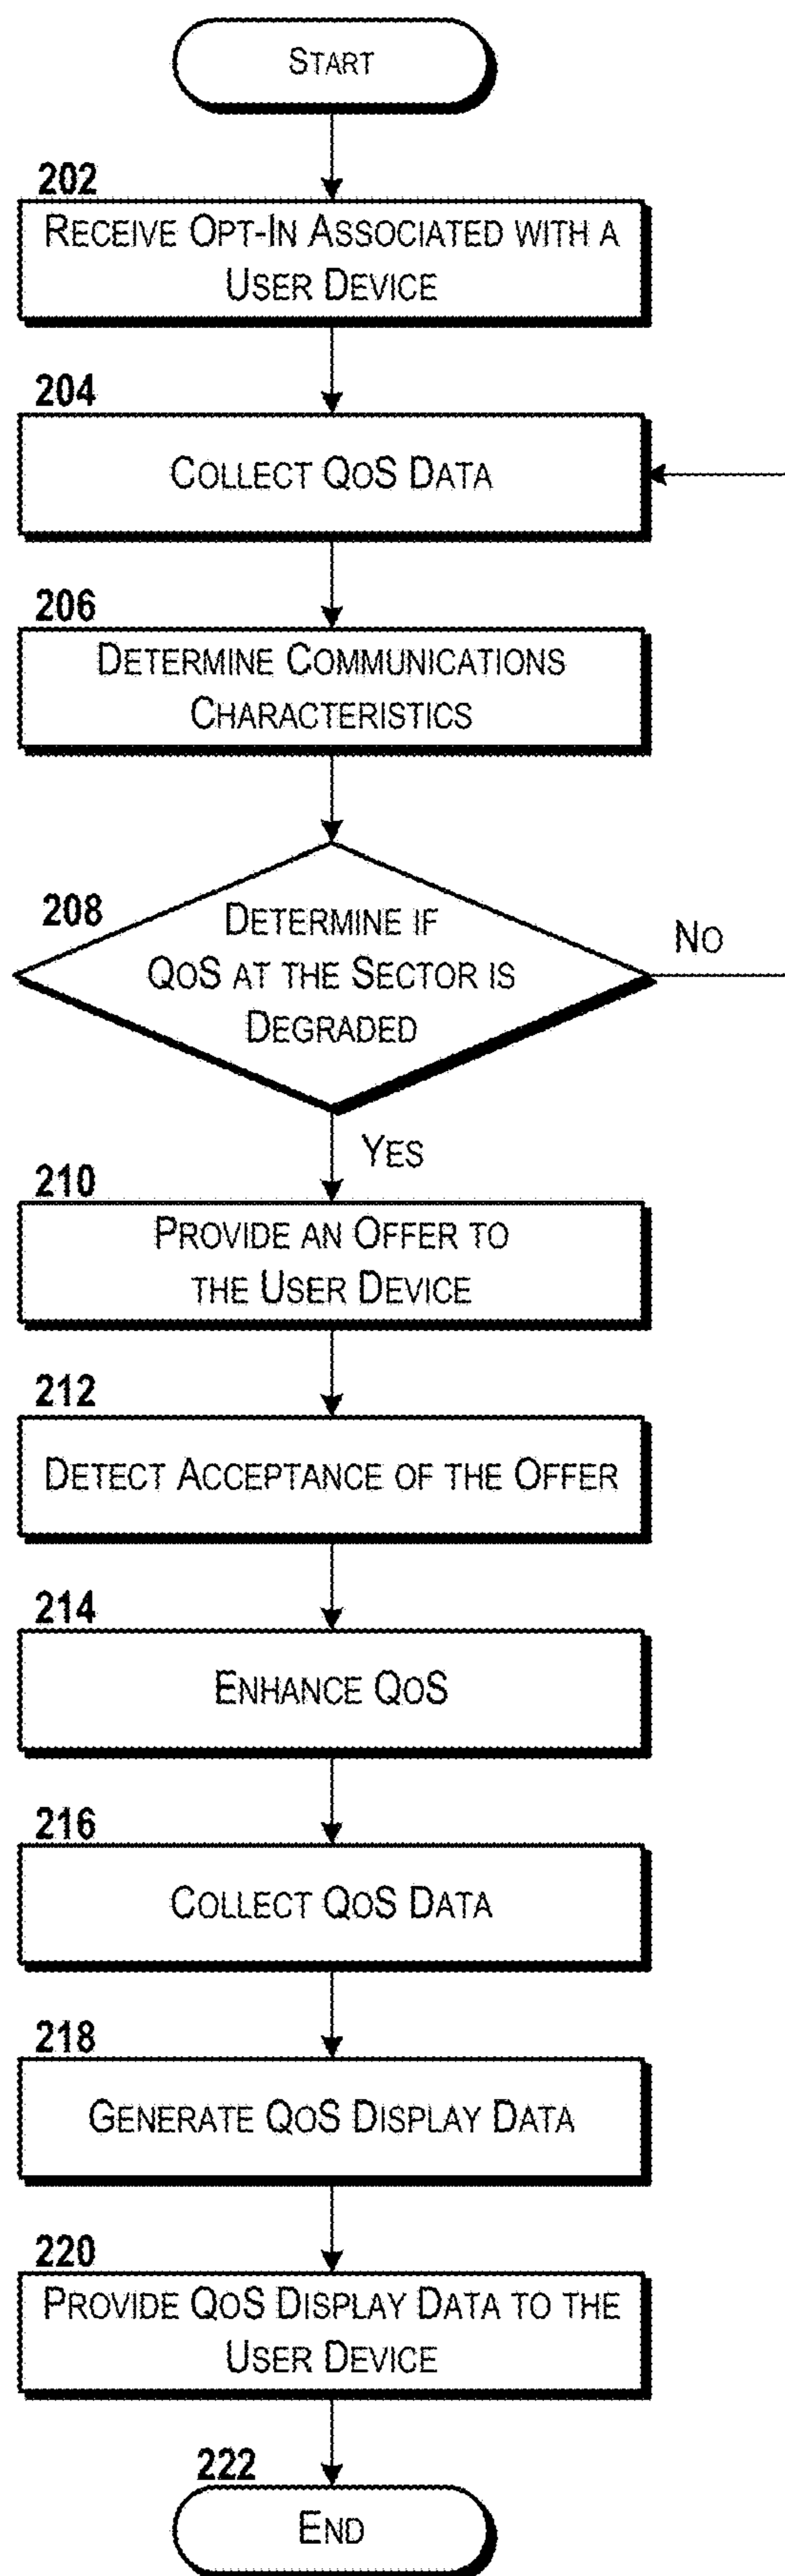 START
202
RECEIVE OPT-IN ASSOCIATED WITH A
USER DEVICE
204
COLLECT QOS DATA
206
DETERMINE COMMUNICATIONS
CHARACTERISTICS
208
DETERMINE IF
QOS AT THE SECTOR IS
DEGRADED
NO
YES
210
PROVIDE AN OFFER TO
THE USER DEVICE
212
DETECT ACCEPTANCE OF THE OFFER
214
ENHANCE QOS
216
COLLECT QOS DATA
218
GENERATE QOS DISPLAY DATA
220
PROVIDE QOS DISPLAY DATA TO THE
USER DEVICE
222
END